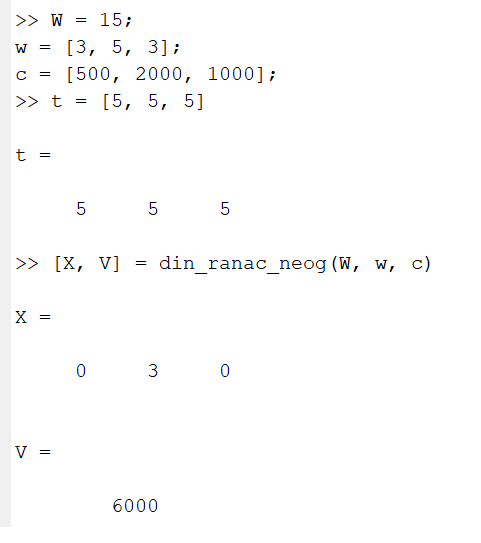 >> W = 15;
w = [3, 5, 3];
c = [500, 2000, 1000];
>> t = [5, 5, 5]
t =
5 5 5
>> [X, V] = din_ranac_neog(W, w, c)
X =
0 3 0
V =
6000